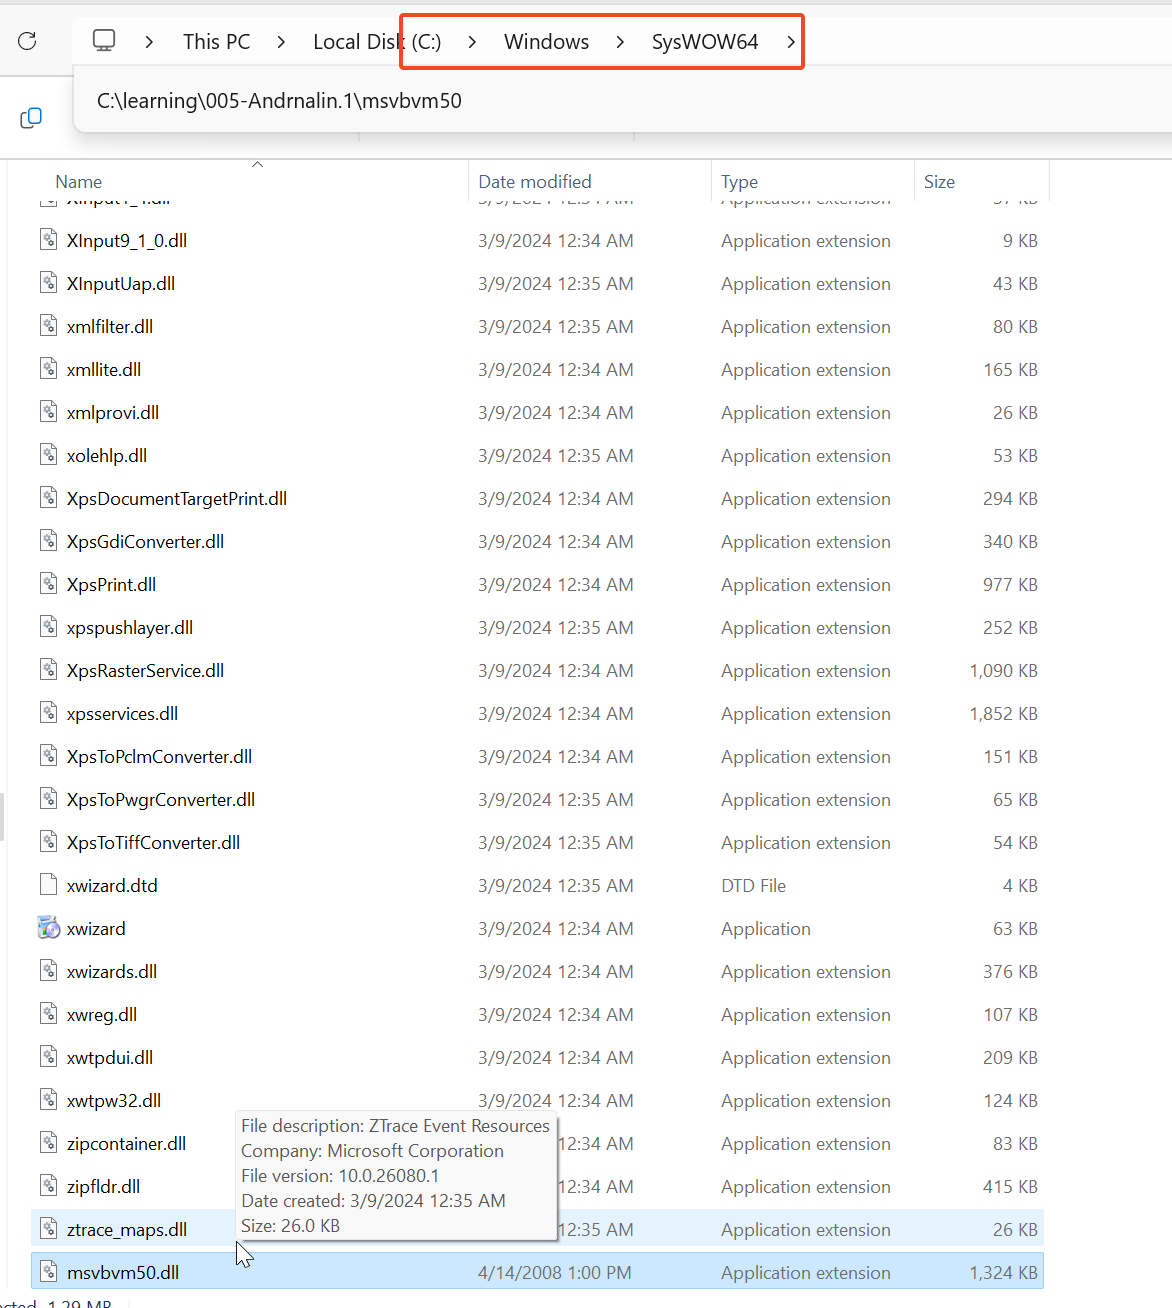 This PC > Local Disk (C:) > Windows > SysWOW64 >
C:\learning\005-Andrnalin.1\msvbvm50
Name Date modified Type Size
XInput9_1_0.dll 3/9/2024 12:34 AM Application extension 9 KB
XInputUap.dll 3/9/2024 12:35 AM Application extension 43 KB
xmlfilter.dll 3/9/2024 12:35 AM Application extension 80 KB
xmllite.dll 3/9/2024 12:34 AM Application extension 165 KB
xmlprovi.dll 3/9/2024 12:34 AM Application extension 26 KB
xolehlp.dll 3/9/2024 12:35 AM Application extension 53 KB
XpsDocumentTargetPrint.dll 3/9/2024 12:34 AM Application extension 294 KB
XpsGdiConverter.dll 3/9/2024 12:34 AM Application extension 340 KB
XpsPrint.dll 3/9/2024 12:34 AM Application extension 977 KB
xpspushlayer.dll 3/9/2024 12:35 AM Application extension 252 KB
XpsRasterService.dll 3/9/2024 12:34 AM Application extension 1,090 KB
xpsservices.dll 3/9/2024 12:34 AM Application extension 1,852 KB
XpsToPclmConverter.dll 3/9/2024 12:34 AM Application extension 151 KB
XpsToPwgrConverter.dll 3/9/2024 12:34 AM Application extension 65 KB
XpsToTiffConverter.dll 3/9/2024 12:34 AM Application extension 54 KB
xwizard.dtd 3/9/2024 12:35 AM DTD File 4 KB
xwizard 3/9/2024 12:34 AM Application 63 KB
xwizards.dll 3/9/2024 12:34 AM Application extension 376 KB
xwreg.dll 3/9/2024 12:34 AM Application extension 107 KB
xwtpdui.dll 3/9/2024 12:34 AM Application extension 209 KB
xwtpw32.dll 3/9/2024 12:34 AM Application extension 124 KB
zipcontainer.dll 12:34 AM Application extension 83 KB
zipfldr.dll 12:34 AM Application extension 415 KB
ztrace_maps.dll 12:35 AM Application extension 26 KB
File description: ZTrace Event Resources
Company: Microsoft Corporation
File version: 10.0.26080.1
Date created: 3/9/2024 12:35 AM
Size: 26.0 KB
msvbvm50.dll 4/14/2008 1:00 PM Application extension 1,324 KB
1.29 MB